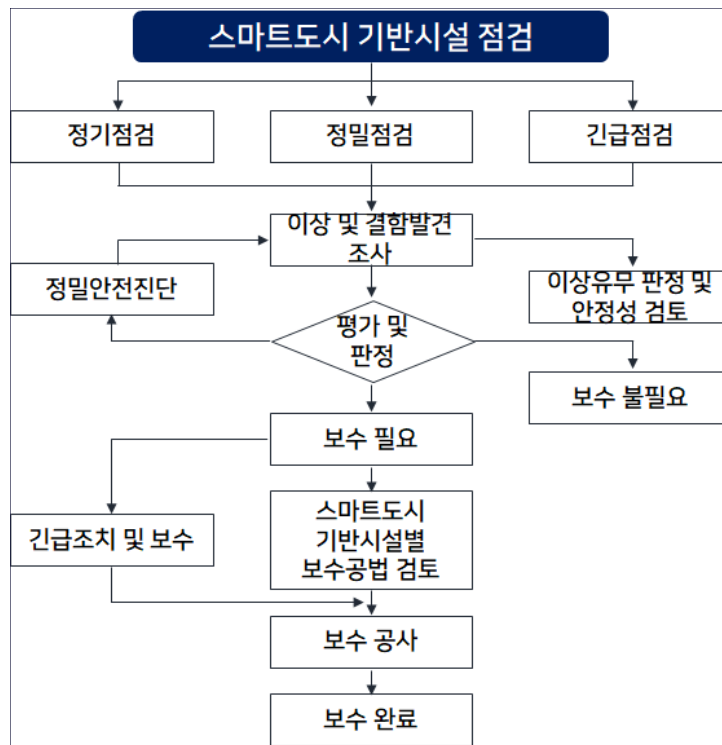 스마트도시 기반시설 점검
정기점검
정밀점검
긴급점검
이상 및 결함발견
조사
정밀안전진단
이상유무 판정 및
안정성 검토
평가 및
판정
보수 불필요
보수 필요
스마트도시
기반시설별
보수공법 검토
긴급조치 및 보수
보수 공사
보수 완료